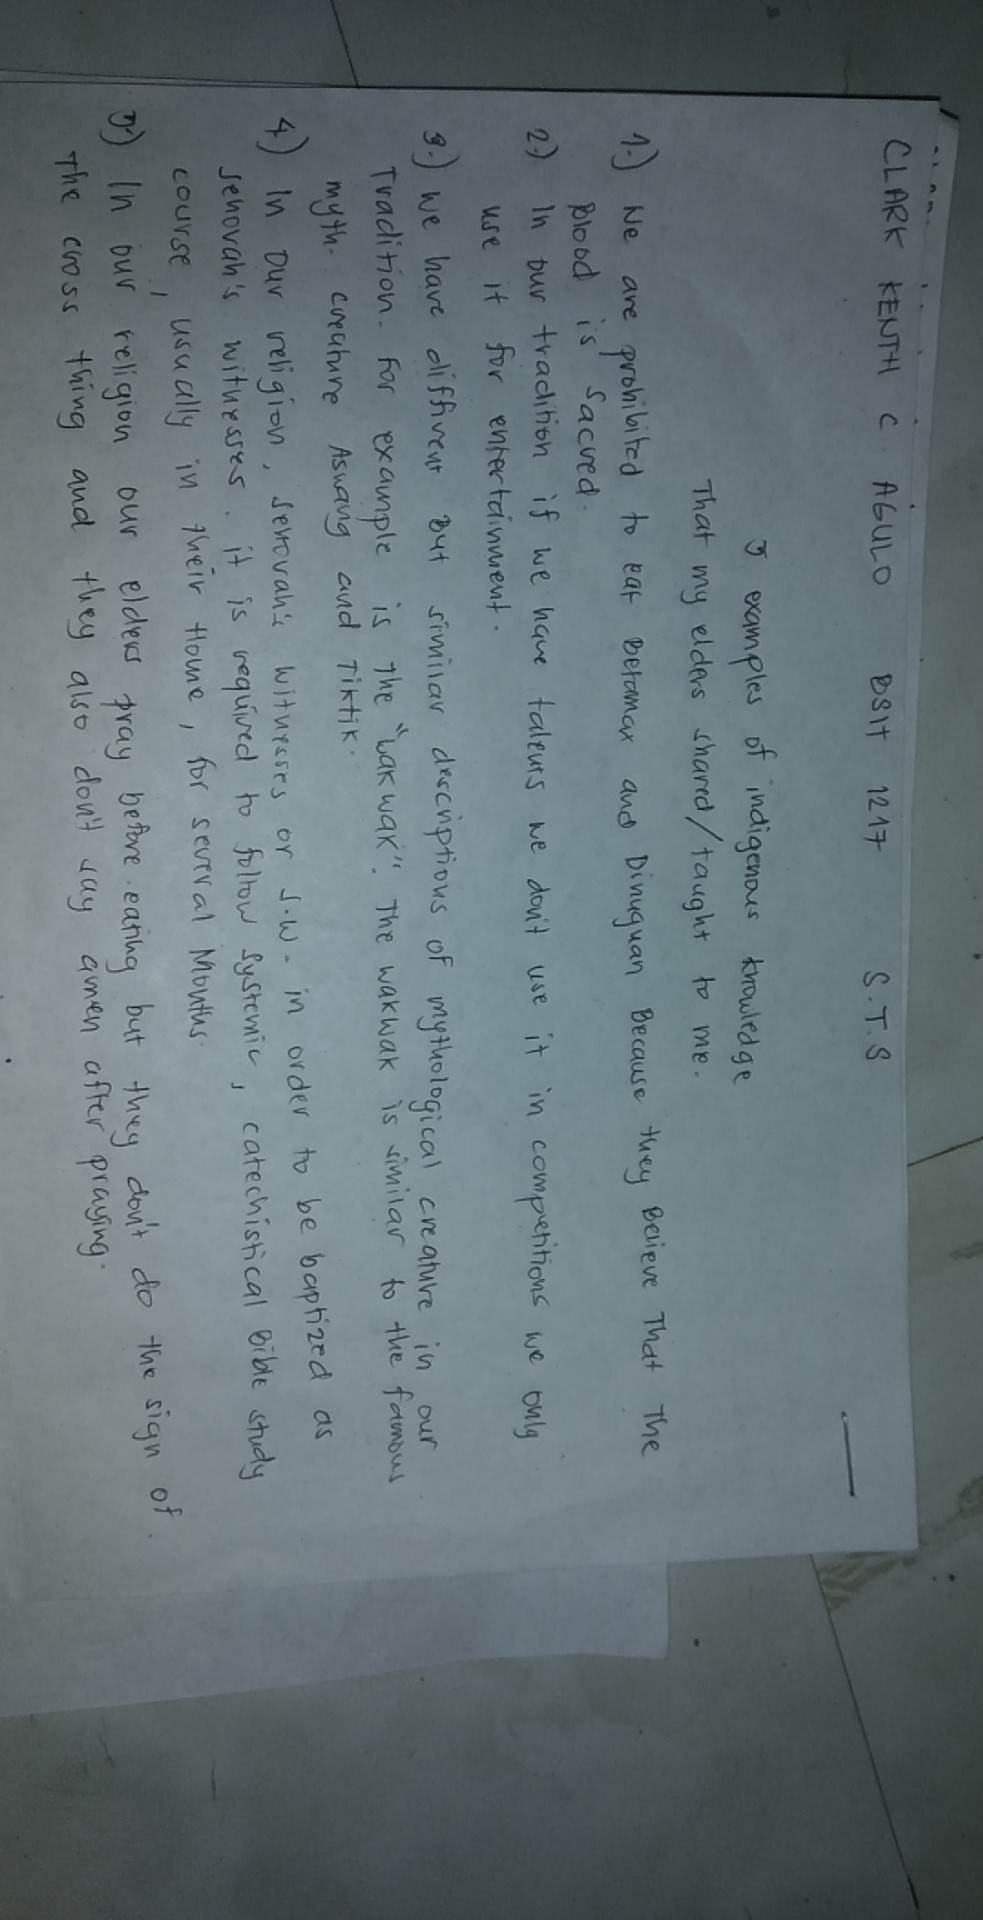 CLARK KENTH C AGULO BSIT 1217 S.T.S
5 examples of indigenous knowledge
That my elders shared/taught to me.
1.) We are prohibited to eat Betamax and Dinuguan Because they Believe That The
Blood is sacred.
2.) In our tradition if we have talents we don't use it in competitions we only
use it for entertainment.
3.) we have diffirent But similar descriptions of mythological creature in our
Tradition. For example is The "wakwak". The wakwak is similar to the famous
myth. creature Aswang and Tiktik.
4) In our religion, Jehovah's witnesses or J.W. in order to be baptized as
Jehovah's witnesses. it is required to follow systemic, catechistical Bible study
course, usually in their Home, for several Months.
5) In our religion our elders pray before eating but they don't do the sign of
The cross thing and they also don't say amen after praying.